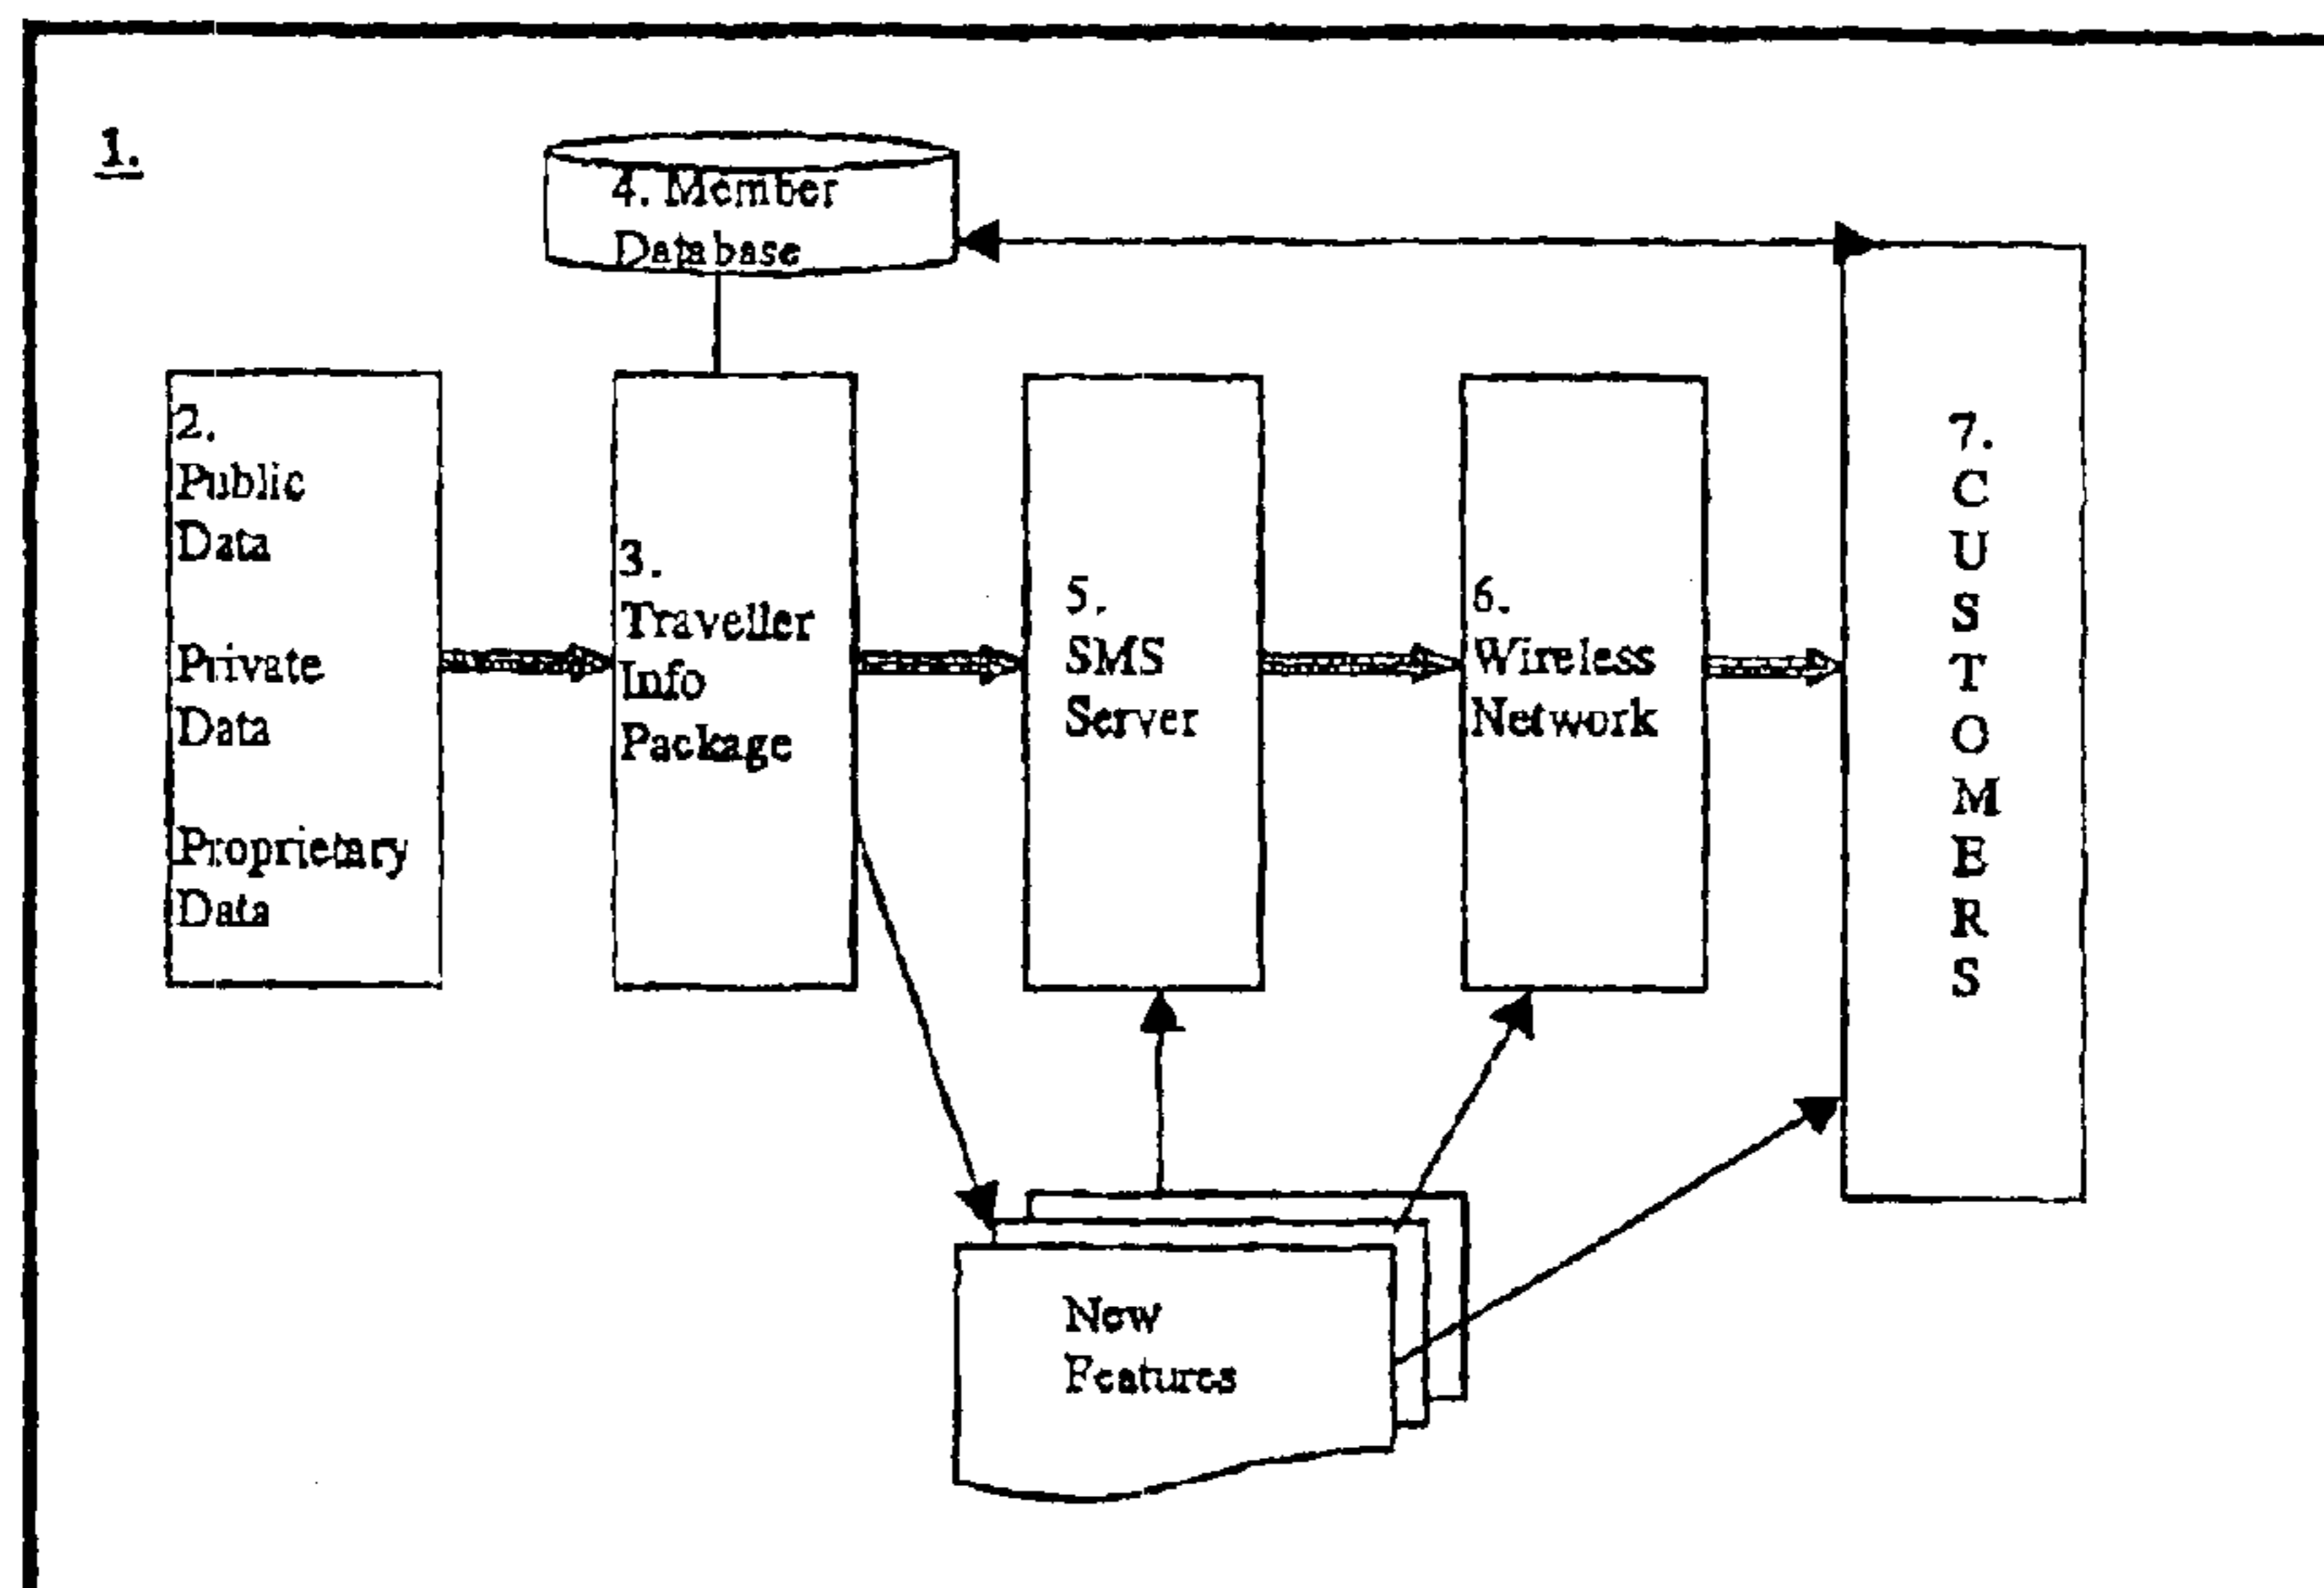 1.
4. Member
Database
2.
Public
Data
Private
Data
Proprietary
Data
3.
Traveller
Info
Package
5.
SMS
Server
6.
Wireless
Network
7.
C
U
S
T
O
M
E
R
S
New
Features